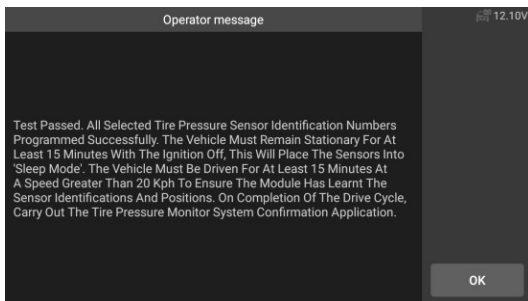 Operator message
12.10V
Test Passed. All Selected Tire Pressure Sensor Identification Numbers
Programmed Successfully. The Vehicle Must Remain Stationary For At
Least 15 Minutes With The Ignition Off, This Will Place The Sensors Into
'Sleep Mode'. The Vehicle Must Be Driven For At Least 15 Minutes At
A Speed Greater Than 20 Kph To Ensure The Module Has Learnt The
Sensor Identifications And Positions. On Completion Of The Drive Cycle,
Carry Out The Tire Pressure Monitor System Confirmation Application.
OK